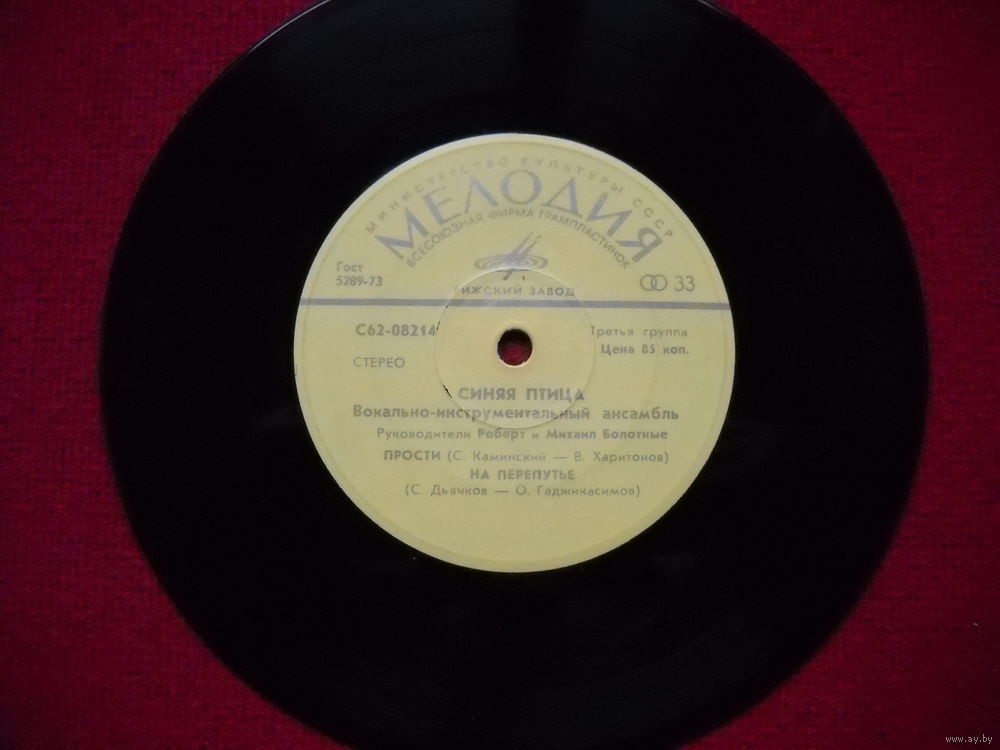 МИНИСТЕРСТВО КУЛЬТУРЫ СССР
МЕЛОДИЯ
ВСЕСОЮЗНАЯ ФИРМА ГРАМПЛАСТИНОК
Гост
5289-73
33
РИЖСКИЙ ЗАВОД
С62-08214
Третья группа
Цена 85 коп.
СТЕРЕО
СИНЯЯ ПТИЦА
Вокально-инструментальный ансамбль
Руководители Роберт и Михаил Болотные
ПРОСТИ (С. Каминский — В. Харитонов)
НА ПЕРЕПУТЬЕ
(С. Дьячков — О. Гаджикасимов)
www.ay.by